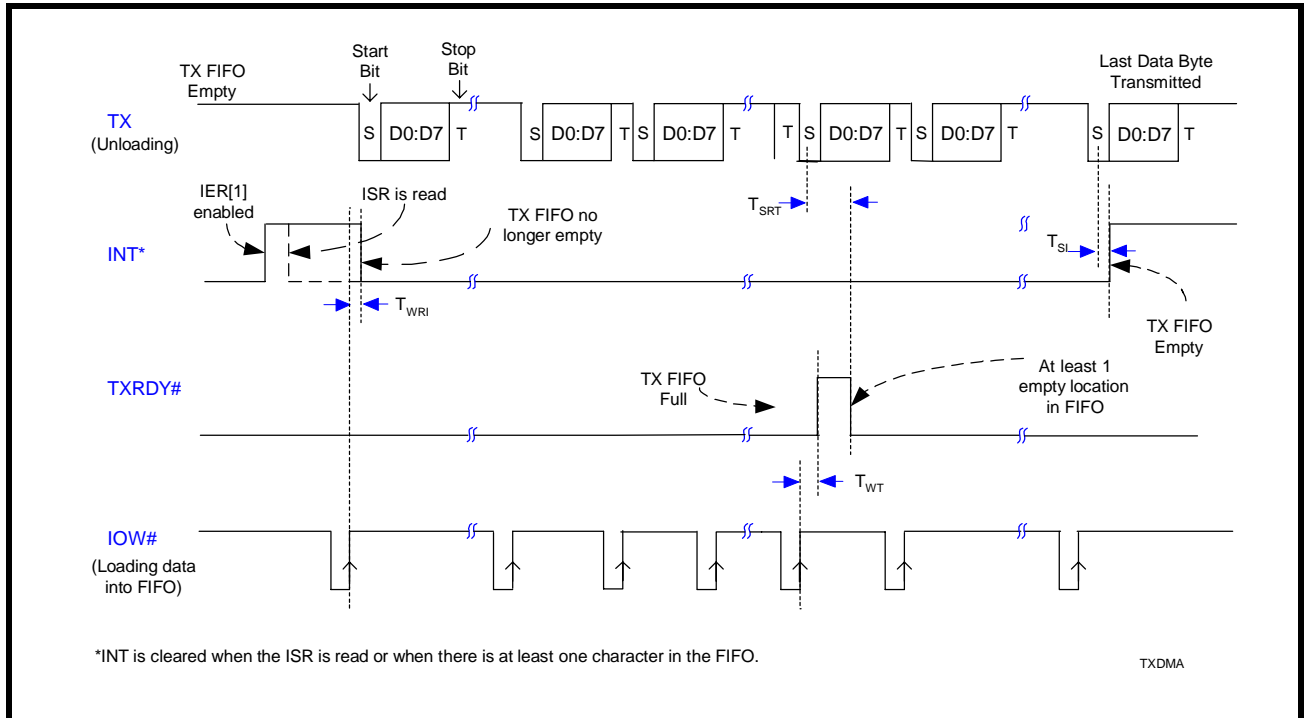 Start
Bit
Stop
Bit
TX FIFO
Empty
Last Data Byte
Transmitted
TX
(Unloading)
S D0:D7 T S D0:D7 T S D0:D7 T T S D0:D7 T S D0:D7 T S D0:D7 T
IER[1]
enabled
ISR is read
TX FIFO no
longer empty
TSRT
TSI
INT*
TWRI
TX FIFO
Empty
TXRDY#
TX FIFO
Full
At least 1
empty location
in FIFO
TWT
IOW#
(Loading data
into FIFO)
*INT is cleared when the ISR is read or when there is at least one character in the FIFO.
TXDMA